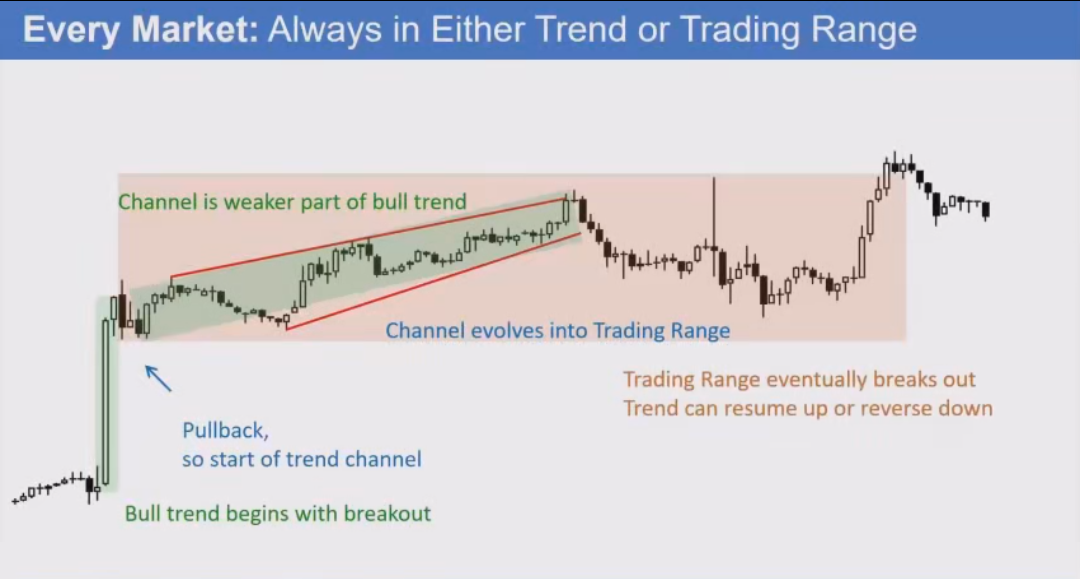 Every Market: Always in Either Trend or Trading Range
Channel is weaker part of bull trend
Channel evolves into Trading Range
Trading Range eventually breaks out
Trend can resume up or reverse down
Pullback,
so start of trend channel
Bull trend begins with breakout